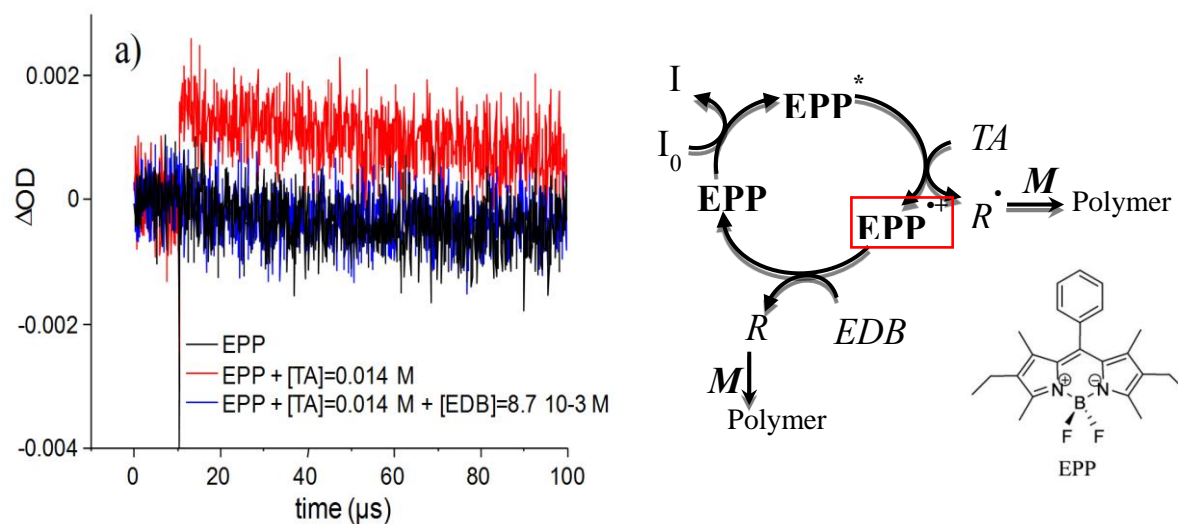 a)
0.002
0
-0.002
-0.004
ΔOD
EPP
EPP + [TA]=0.014 M
EPP + [TA]=0.014 M + [EDB]=8.7 10-3 M
0 20 40 60 80 100
time (µs)
I
I0
EPP*
TA
EPP
EPP•+
R• M Polymer
R EDB
M
Polymer
N + N −
B
F F
EPP